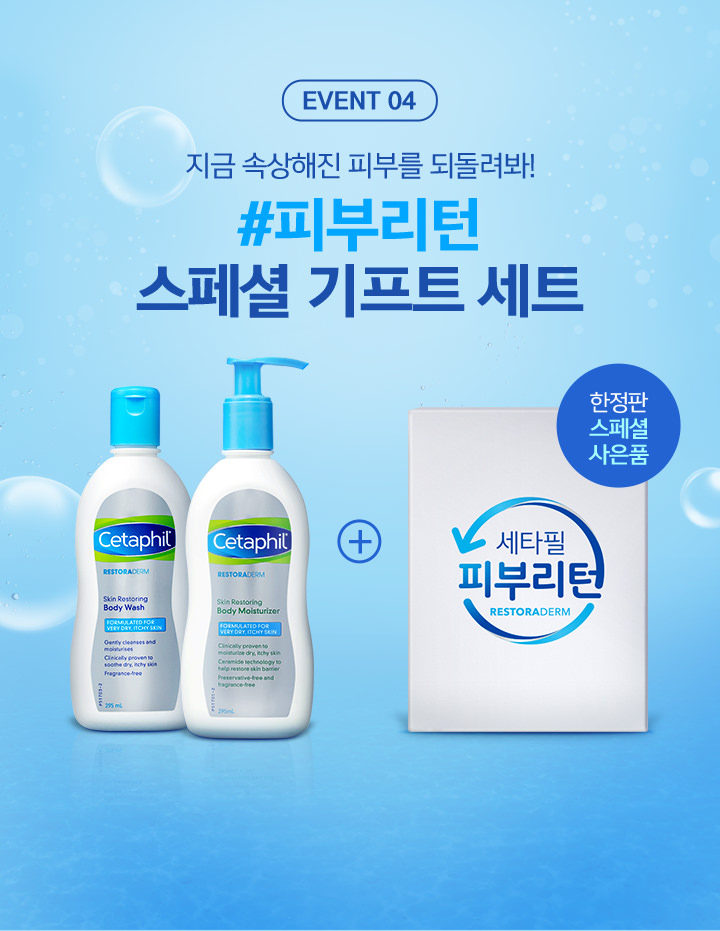 EVENT 04
지금 속상해진 피부를 되돌려봐!
#피부리턴
스페셜 기프트 세트
한정판
스페셜
사은품
Cetaphil
RESTORADERM
Skin Restoring
Body Wash
FORMULATED FOR
VERY DRY, ITCHY SKIN
Gently cleanses and
moisturises
Clinically proven to
soothe dry, itchy skin
Fragrance-free
295 mL
Cetaphil
RESTORADERM
Skin Restoring
Body Moisturizer
FORMULATED FOR
VERY DRY, ITCHY SKIN
Clinically proven to
moisturize dry, itchy skin
Ceramide technology to
help restore skin barrier
Preservative-free and
fragrance-free
295mL
세타필
피부리턴
RESTORADERM